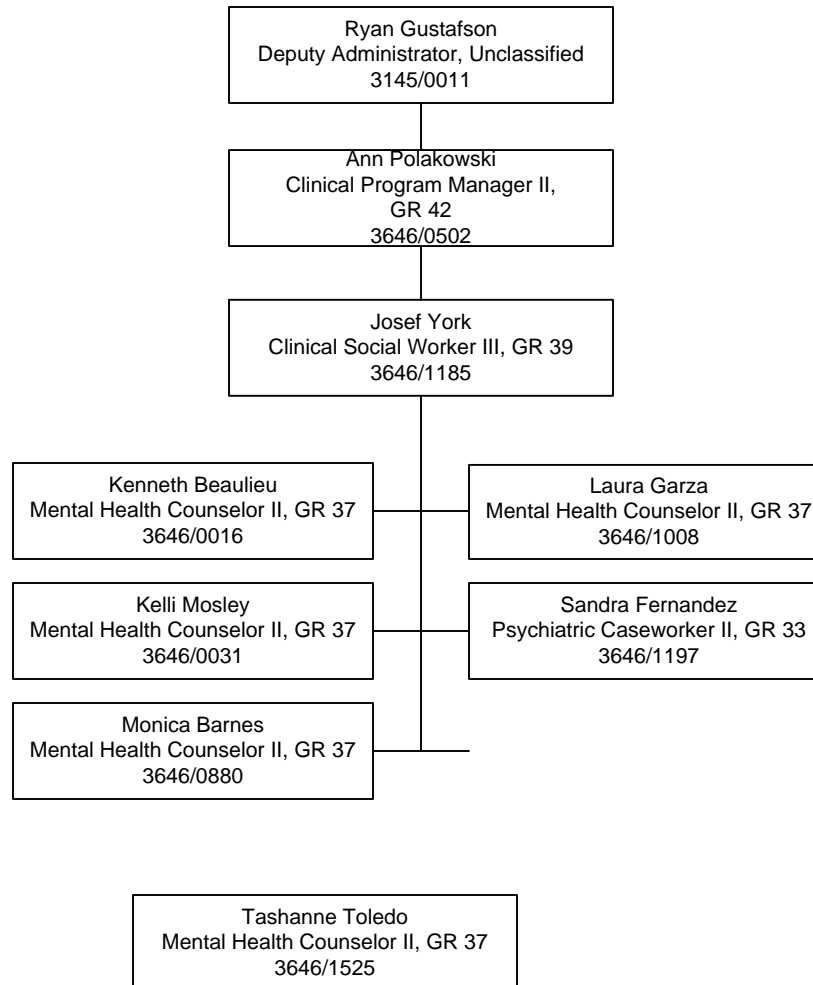 Ryan Gustafson
Deputy Administrator, Unclassified
3145/0011
Ann Polakowski
Clinical Program Manager II,
GR 42
3646/0502
Josef York
Clinical Social Worker III, GR 39
3646/1185
Kenneth Beaulieu
Mental Health Counselor II, GR 37
3646/0016
Laura Garza
Mental Health Counselor II, GR 37
3646/1008
Kelli Mosley
Mental Health Counselor II, GR 37
3646/0031
Sandra Fernandez
Psychiatric Caseworker II, GR 33
3646/1197
Monica Barnes
Mental Health Counselor II, GR 37
3646/0880
Tashanne Toledo
Mental Health Counselor II, GR 37
3646/1525